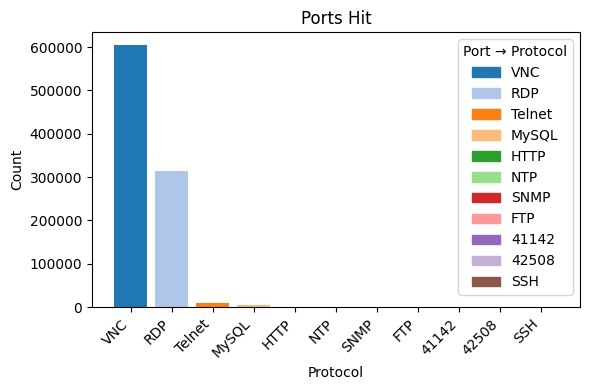 Ports Hit
Count
600000
500000
400000
300000
200000
100000
0
Port → Protocol
VNC
RDP
Telnet
MySQL
HTTP
NTP
SNMP
FTP
41142
42508
SSH
VNC
RDP
Telnet
MySQL
HTTP
NTP
SNMP
FTP
41142
42508
SSH
Protocol